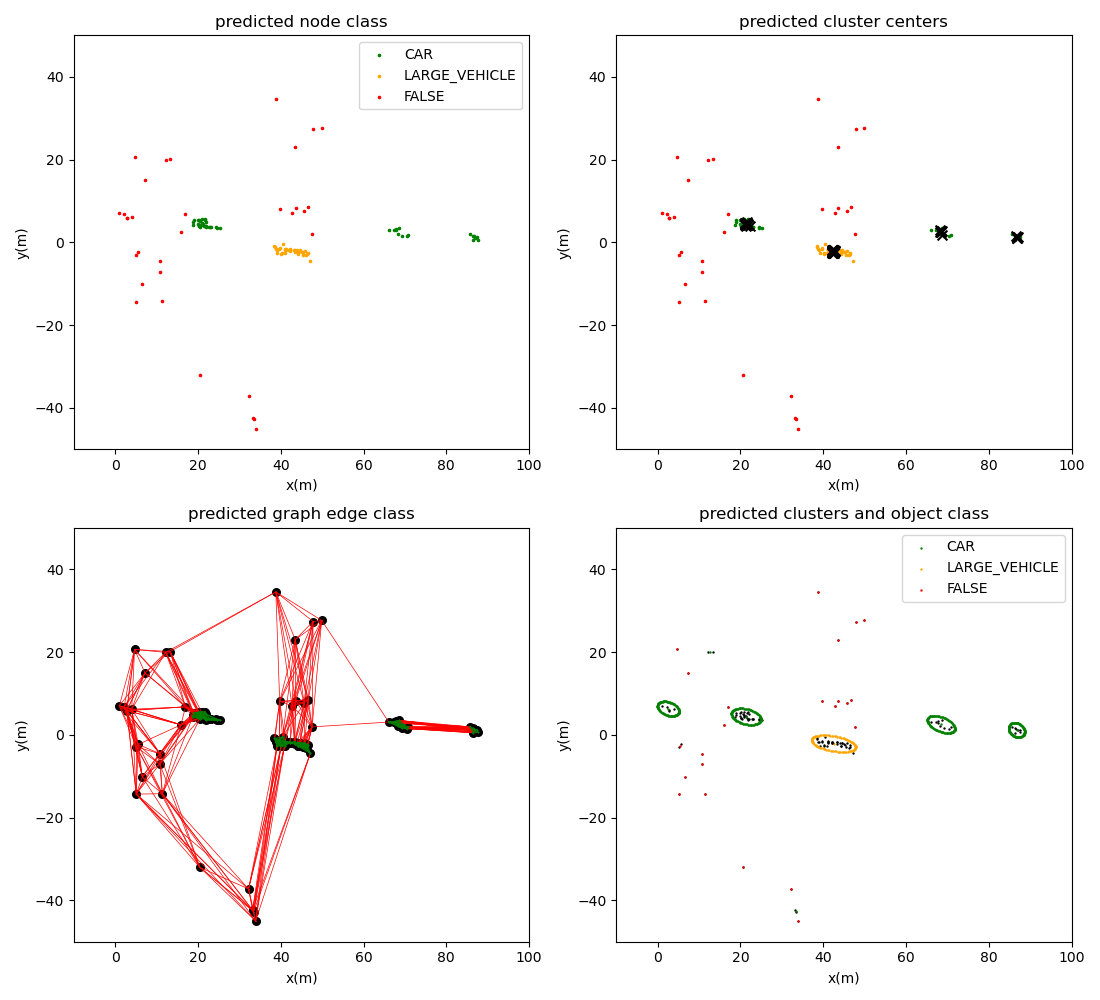 predicted node class
CAR
LARGE_VEHICLE
FALSE
40
20
0
−20
−40
y(m)
0 20 40 60 80 100
x(m)
predicted cluster centers
40
20
0
−20
−40
y(m)
0 20 40 60 80 100
x(m)
predicted graph edge class
40
20
0
−20
−40
y(m)
0 20 40 60 80 100
x(m)
predicted clusters and object class
CAR
LARGE_VEHICLE
FALSE
40
20
0
−20
−40
y(m)
0 20 40 60 80 100
x(m)